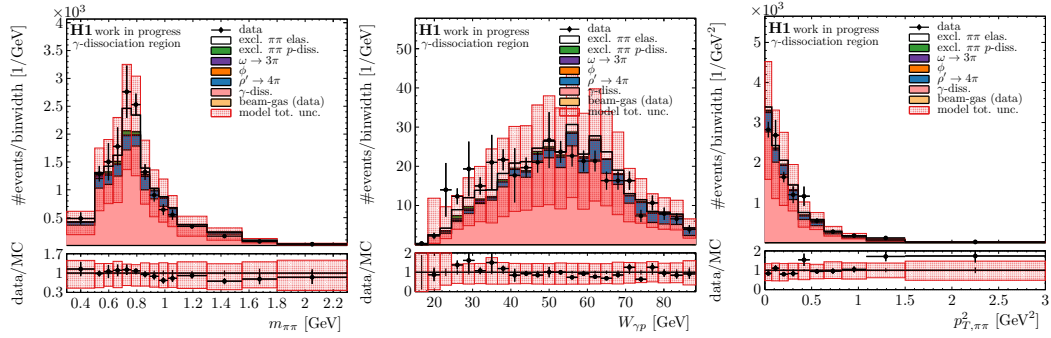 ×10³
H1 work in progress
γ-dissociation region
data
excl. ππ elas.
excl. ππ p-diss.
ω → 3π
ϕ
ρ′ → 4π
γ-diss.
beam-gas (data)
model tot. unc.
#events/binwidth [1/GeV]
3.5
3
2.5
2
1.5
1
0.5
data/MC
1.7
1
0.3
0.4 0.6 0.8 1.0 1.2 1.4 1.6 1.8 2.0 2.2
m_ππ [GeV]
H1 work in progress
γ-dissociation region
data
excl. ππ elas.
excl. ππ p-diss.
ω → 3π
ϕ
ρ′ → 4π
γ-diss.
beam-gas (data)
model tot. unc.
#events/binwidth [1/GeV]
50
40
30
20
10
0
data/MC
2
1
0
20 30 40 50 60 70 80
W_γp [GeV]
×10³
H1 work in progress
γ-dissociation region
data
excl. ππ elas.
excl. ππ p-diss.
ω → 3π
ϕ
ρ′ → 4π
γ-diss.
beam-gas (data)
model tot. unc.
#events/binwidth [1/GeV²]
5
4
3
2
1
data/MC
2
1
0
0 0.5 1 1.5 2 2.5 3
p²_T,ππ [GeV²]